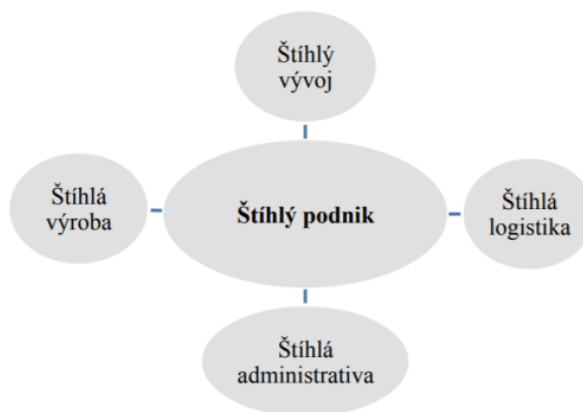 Štíhlý
vývoj
Štíhlá
výroba
Štíhlý podnik
Štíhlá
logistika
Štíhlá
administrativa